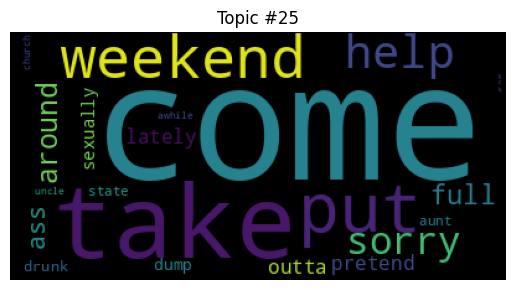 Topic #25
church
weekend
help
come
around
sexually
awhile
lately
uncle
state
take
put
full
ass
aunt
sorry
drunk
dump
outta
pretend